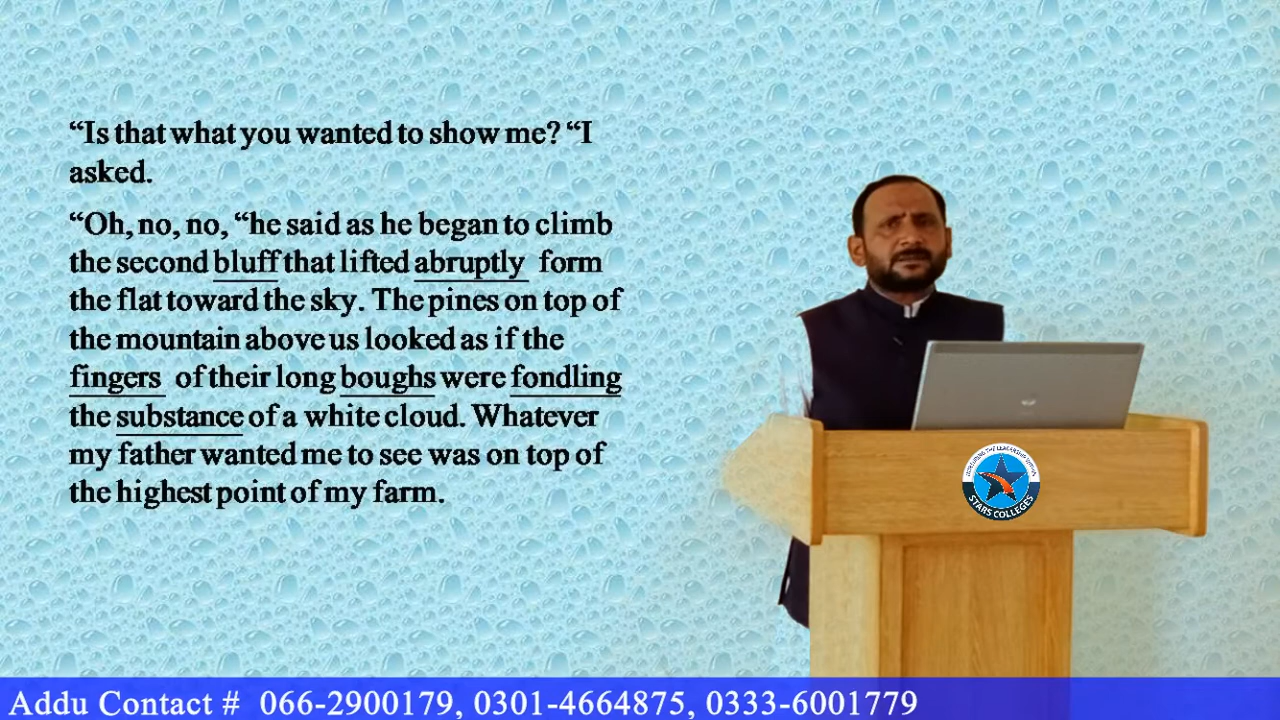 “Is that what you wanted to show me? “I
asked.
“Oh, no, no, “he said as he began to climb
the second bluff that lifted abruptly form
the flat toward the sky. The pines on top of
the mountain above us looked as if the
fingers of their long boughs were fondling
the substance of a white cloud. Whatever
my father wanted me to see was on top of
the highest point of my farm.
STARS COLLEGES
Addu Contact # 066-2900179, 0301-4664875, 0333-6001779